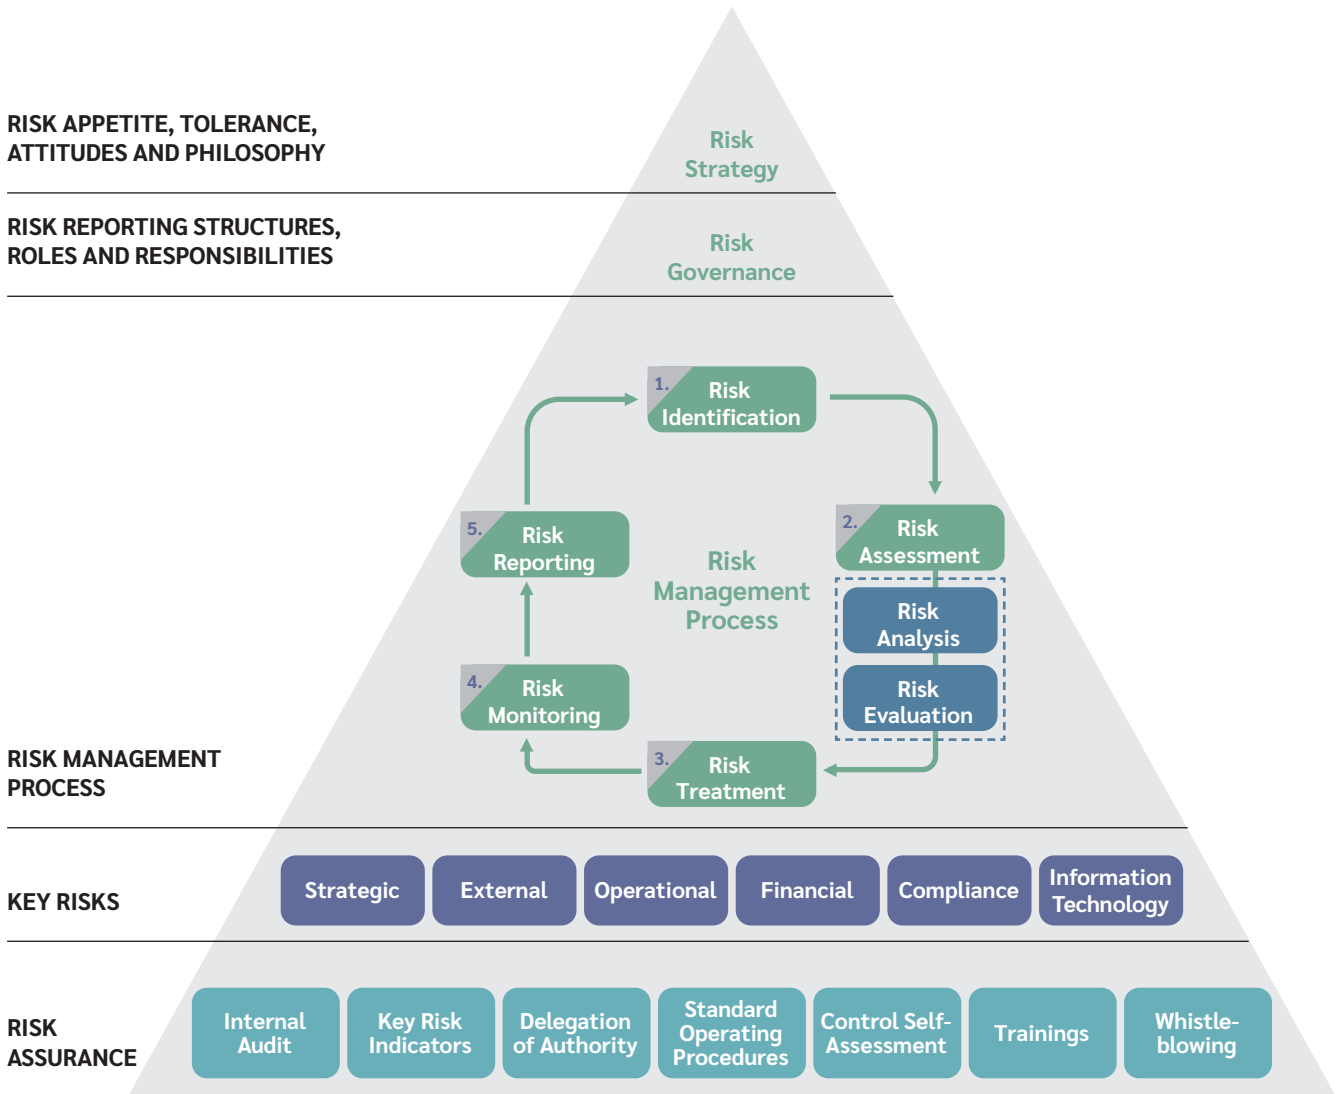 RISK APPETITE, TOLERANCE,
ATTITUDES AND PHILOSOPHY
Risk
Strategy
RISK REPORTING STRUCTURES,
ROLES AND RESPONSIBILITIES
Risk
Governance
1.
Risk
Identification
2.
Risk
Assessment
Risk
Analysis
Risk
Evaluation
3.
Risk
Treatment
4.
Risk
Monitoring
5.
Risk
Reporting
Risk
Management
Process
RISK MANAGEMENT
PROCESS
KEY RISKS
Strategic
External
Operational
Financial
Compliance
Information
Technology
RISK
ASSURANCE
Internal
Audit
Key Risk
Indicators
Delegation
of Authority
Standard
Operating
Procedures
Control Self-
Assessment
Trainings
Whistle-
blowing